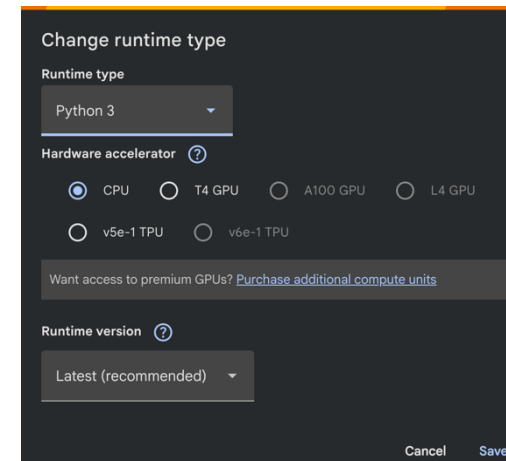 Change runtime type
Runtime type
Python 3
Hardware accelerator ?
CPU T4 GPU A100 GPU L4 GPU
v5e-1 TPU v6e-1 TPU
Want access to premium GPUs? Purchase additional compute units
Runtime version ?
Latest (recommended)
Cancel Save